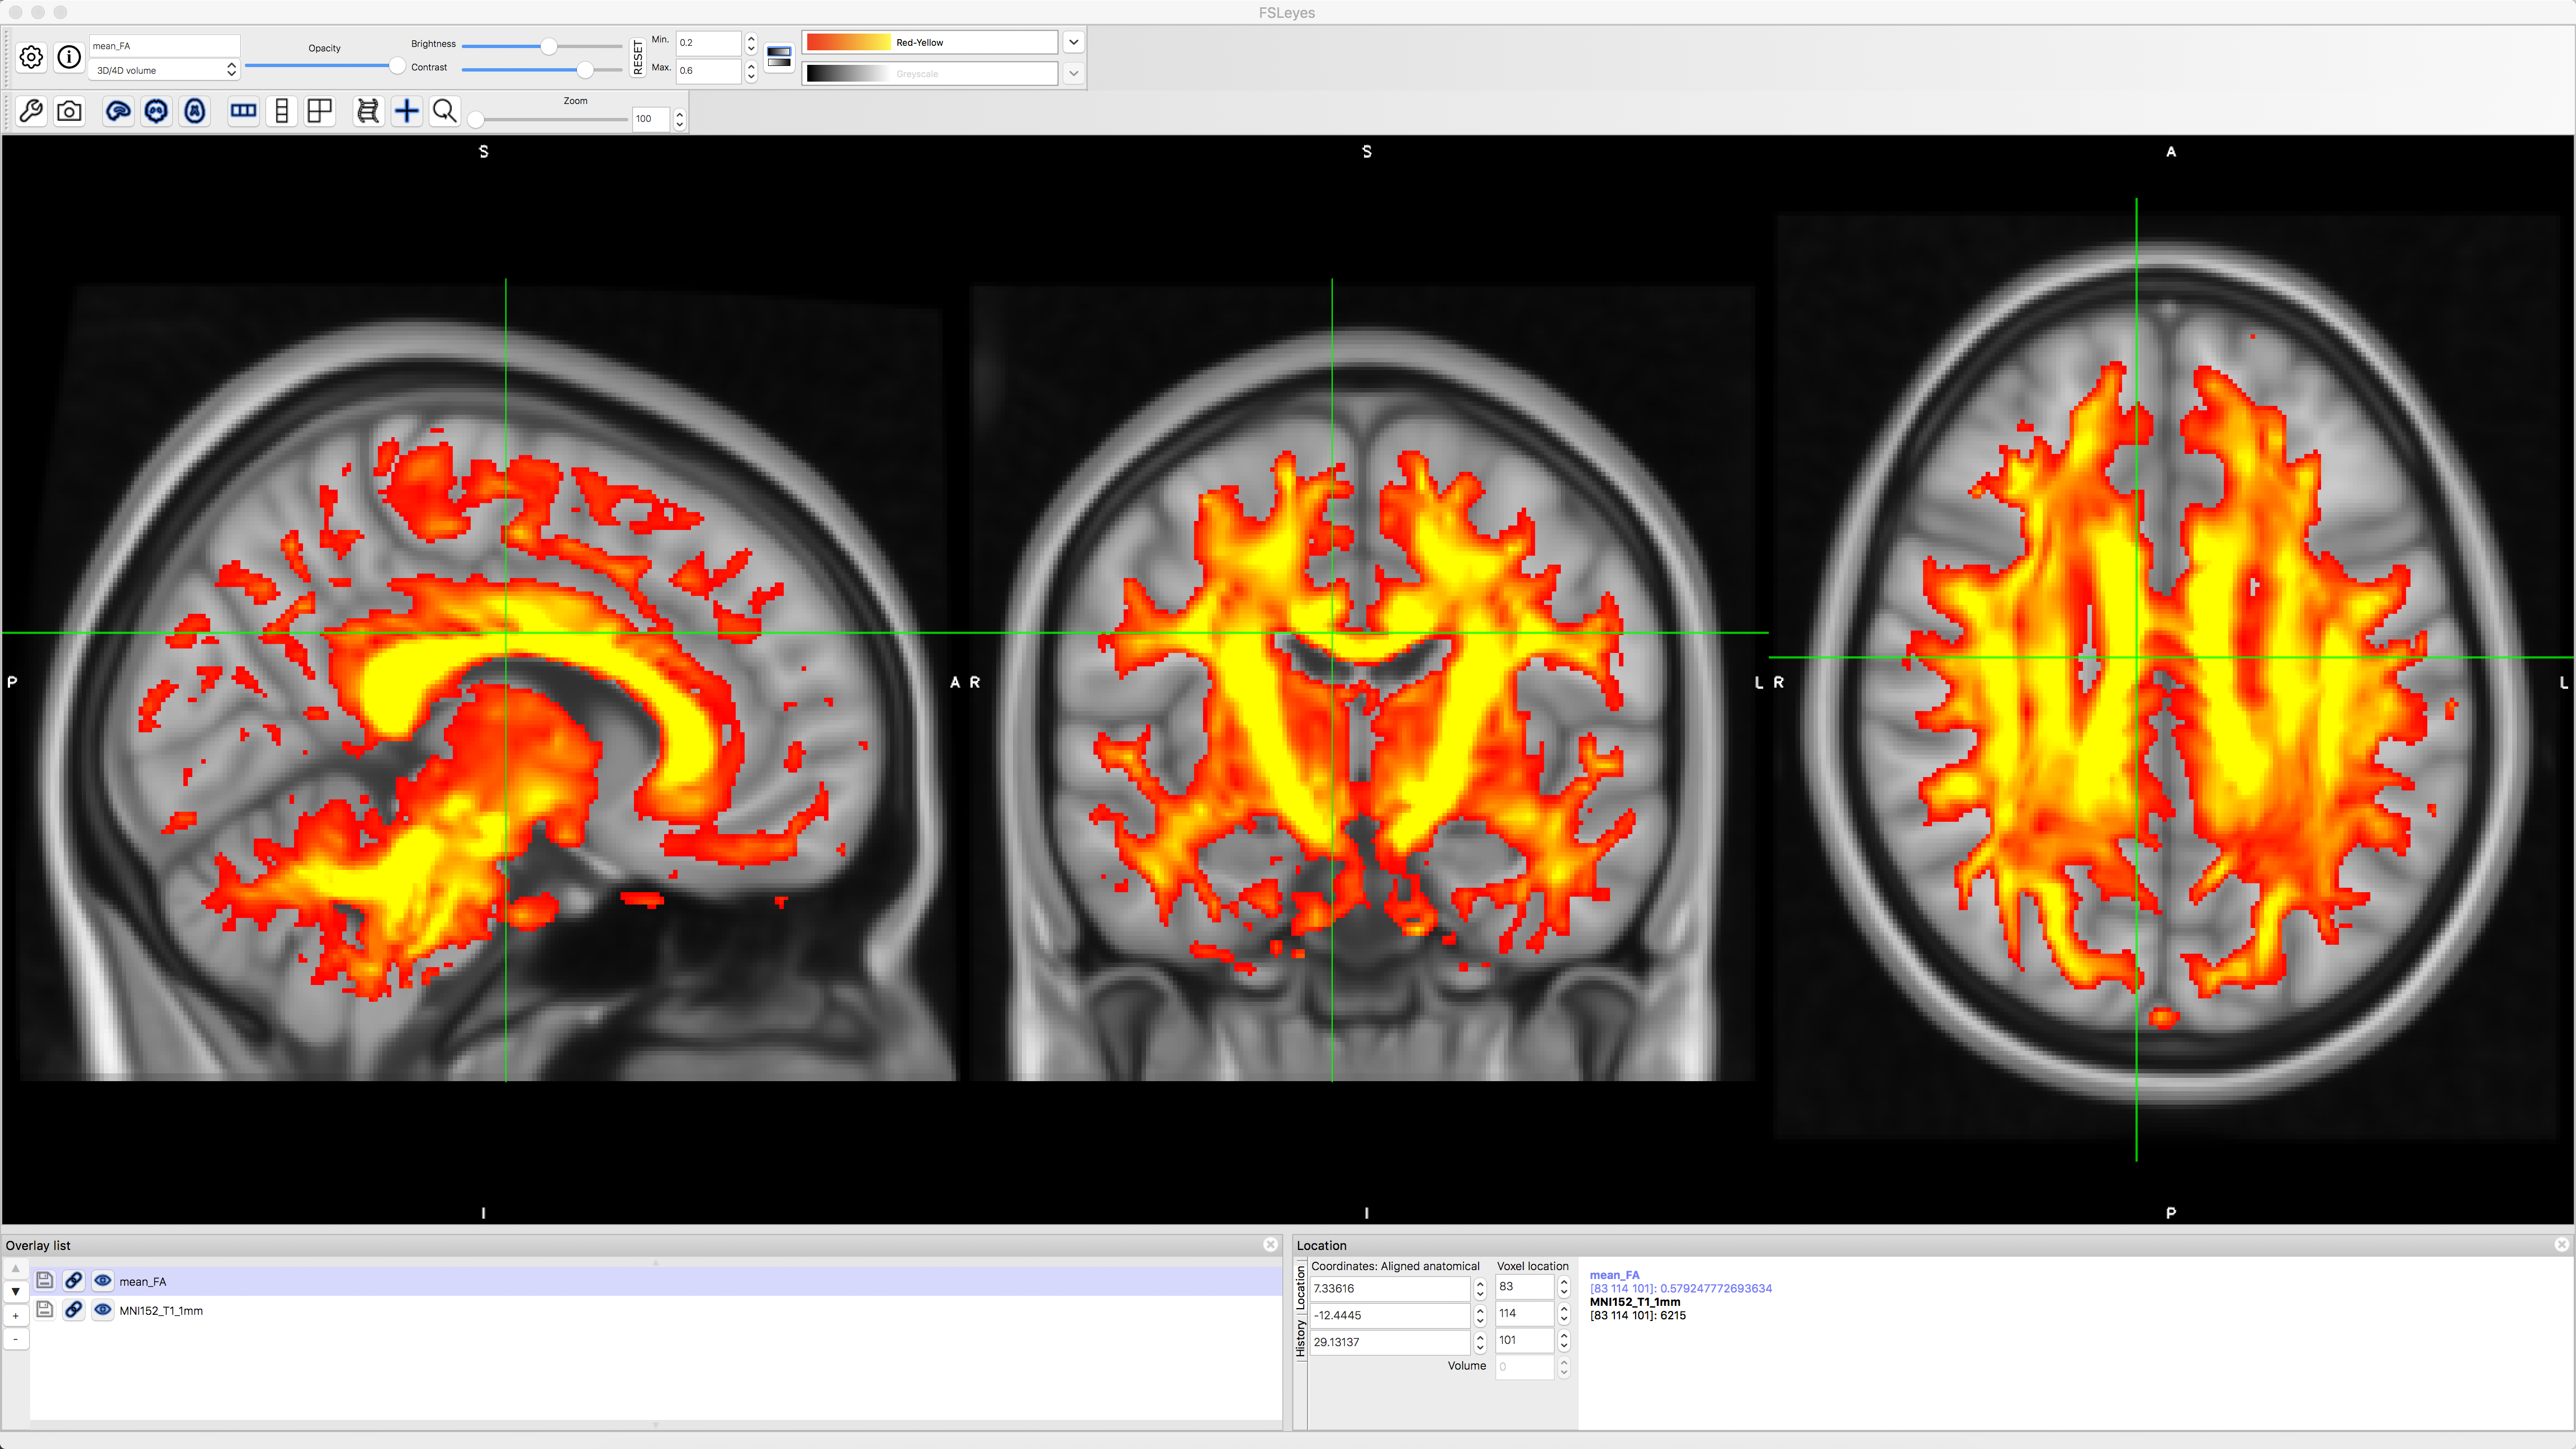 FSLeyes
mean_FA
3D/4D volume
Opacity
Brightness
Contrast
RESET
Min. 0.2
Max. 0.6
Red-Yellow
Greyscale
Zoom
100
S S A
P A R L R L
I I P
Overlay list
mean_FA
MNI152_T1_1mm
Location
Location
History
Coordinates: Aligned anatomical Voxel location
7.33616 83
-12.4445 114
29.13137 101
Volume 0
mean_FA
[83 114 101]: 0.579247772693634
MNI152_T1_1mm
[83 114 101]: 6215